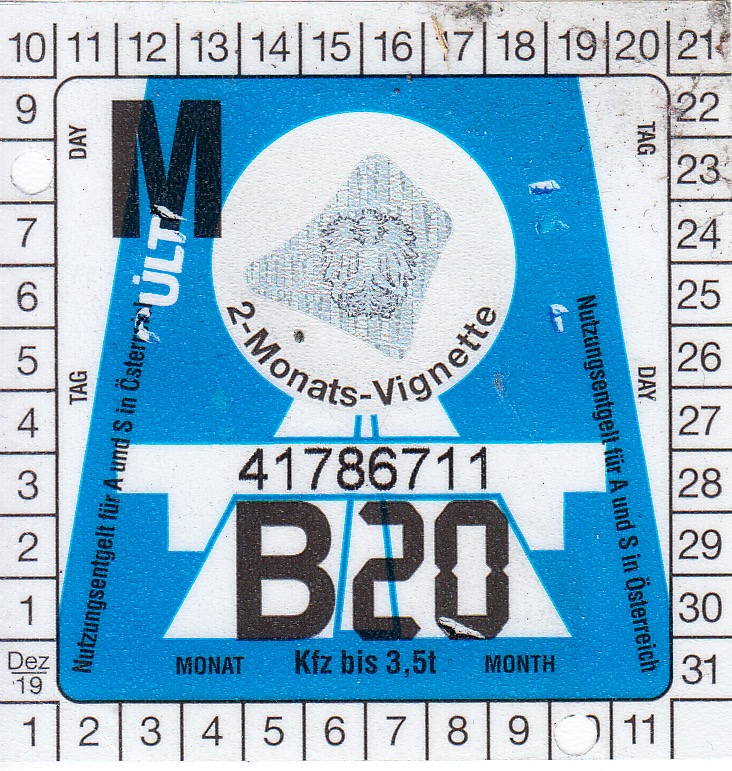 10 11 12 13 14 15 16 17 18 19 20 21
9 22
DAY M TAG
23
7 24
ÜLT
6 25
5 26
4 27
3 28
2 29
1 30
Dez 19 31
2-Monats-Vignette
TAG DAY
Nutzungsentgelt für A und S in Österr
Nutzungsentgelt für A und S in Österreich
41786711
B20
MONAT Kfz bis 3,5t MONTH
1 2 3 4 5 6 7 8 9 11